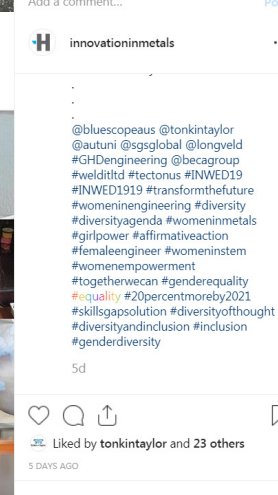 Add a comment...
innovationinmetals
.
.
.
@bluescopeaus @tonkintaylor
@autuni @sgsglobal @longveld
#GHDengineering @becagroup
#welditltd #tectonus #INWED19
#INWED1919 #transformthefuture
#womeninengineering #diversity
#diversityagenda #womeninmetals
#girlpower #affirmativeaction
#femaleengineer #womeninstem
#womenempowerment
#togetherwecan #genderequality
#equality #20percentmoreby2021
#skillsgapsolution #diversityofthought
#diversityandinclusion #inclusion
#genderdiversity
5d
Liked by tonkintaylor and 23 others
5 DAYS AGO